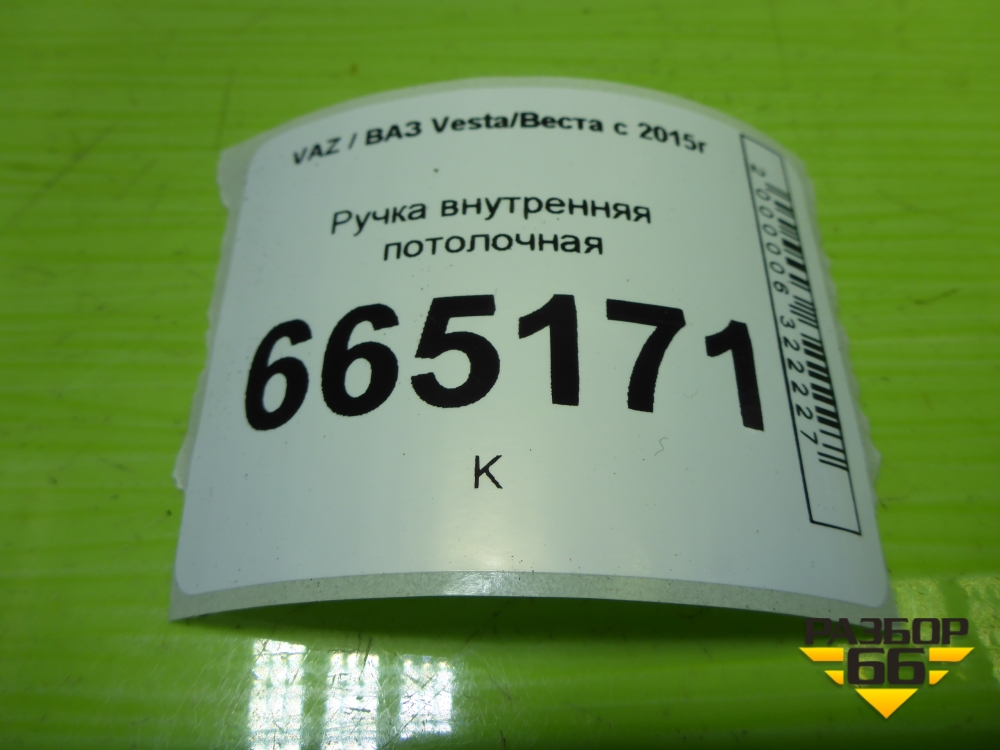 VAZ / ВАЗ Vesta/Веста с 2015г
Ручка внутренняя
потолочная
665171
К
2000006322227
РАЗБОР
66